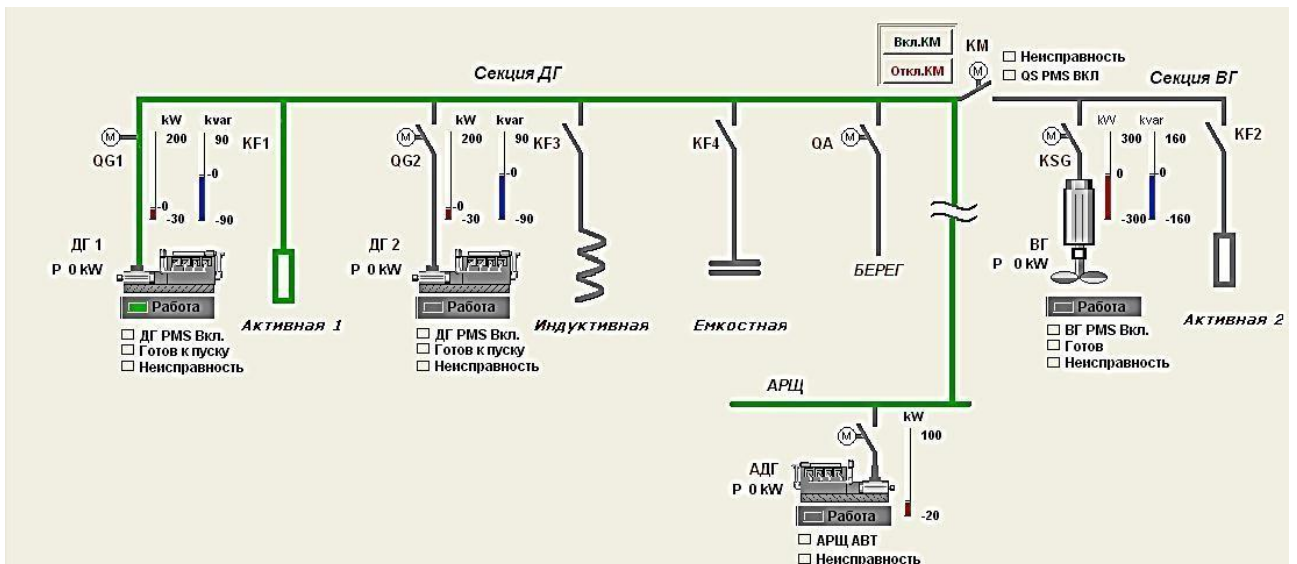 Вкл.КМ
Откл.КМ
КМ
М
Неисправность
QS PMS ВКЛ
Секция ДГ
Секция ВГ
М
QG1
kW
200
-0
-30
kvar
90
-0
-90
KF1
М
QG2
kW
200
-0
-30
kvar
90
-0
-90
KF3
KF4
QA
М
М
KSG
kW
300
0
-300
kvar
160
0
-160
KF2
ДГ 1
P 0 kW
Работа
ДГ PMS Вкл.
Готов к пуску
Неисправность
Активная 1
ДГ 2
P 0 kW
Работа
ДГ PMS Вкл.
Готов к пуску
Неисправность
Индуктивная
Емкостная
БЕРЕГ
ВГ
P 0 kW
Работа
ВГ PMS Вкл.
Готов
Неисправность
Активная 2
АРЩ
М
kW
100
-20
АДГ
P 0 kW
Работа
АРЩ АВТ
Неисправность